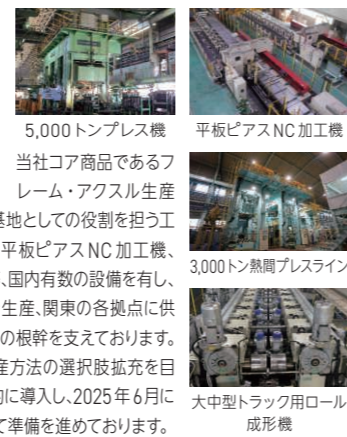 5,000トンプレス機
平板ピアスNC加工機
当社コア商品であるフ
レーム・アクスル生産
基地としての役割を担う工
平板ピアスNC加工機、
、国内有数の設備を有し、
生産、関東の各拠点に供
の根幹を支えております。
産方法の選択肢拡充を目
的に導入し、2025年6月に
て準備を進めております。
3,000トン熱間プレスライン
大中型トラック用ロール
成形機